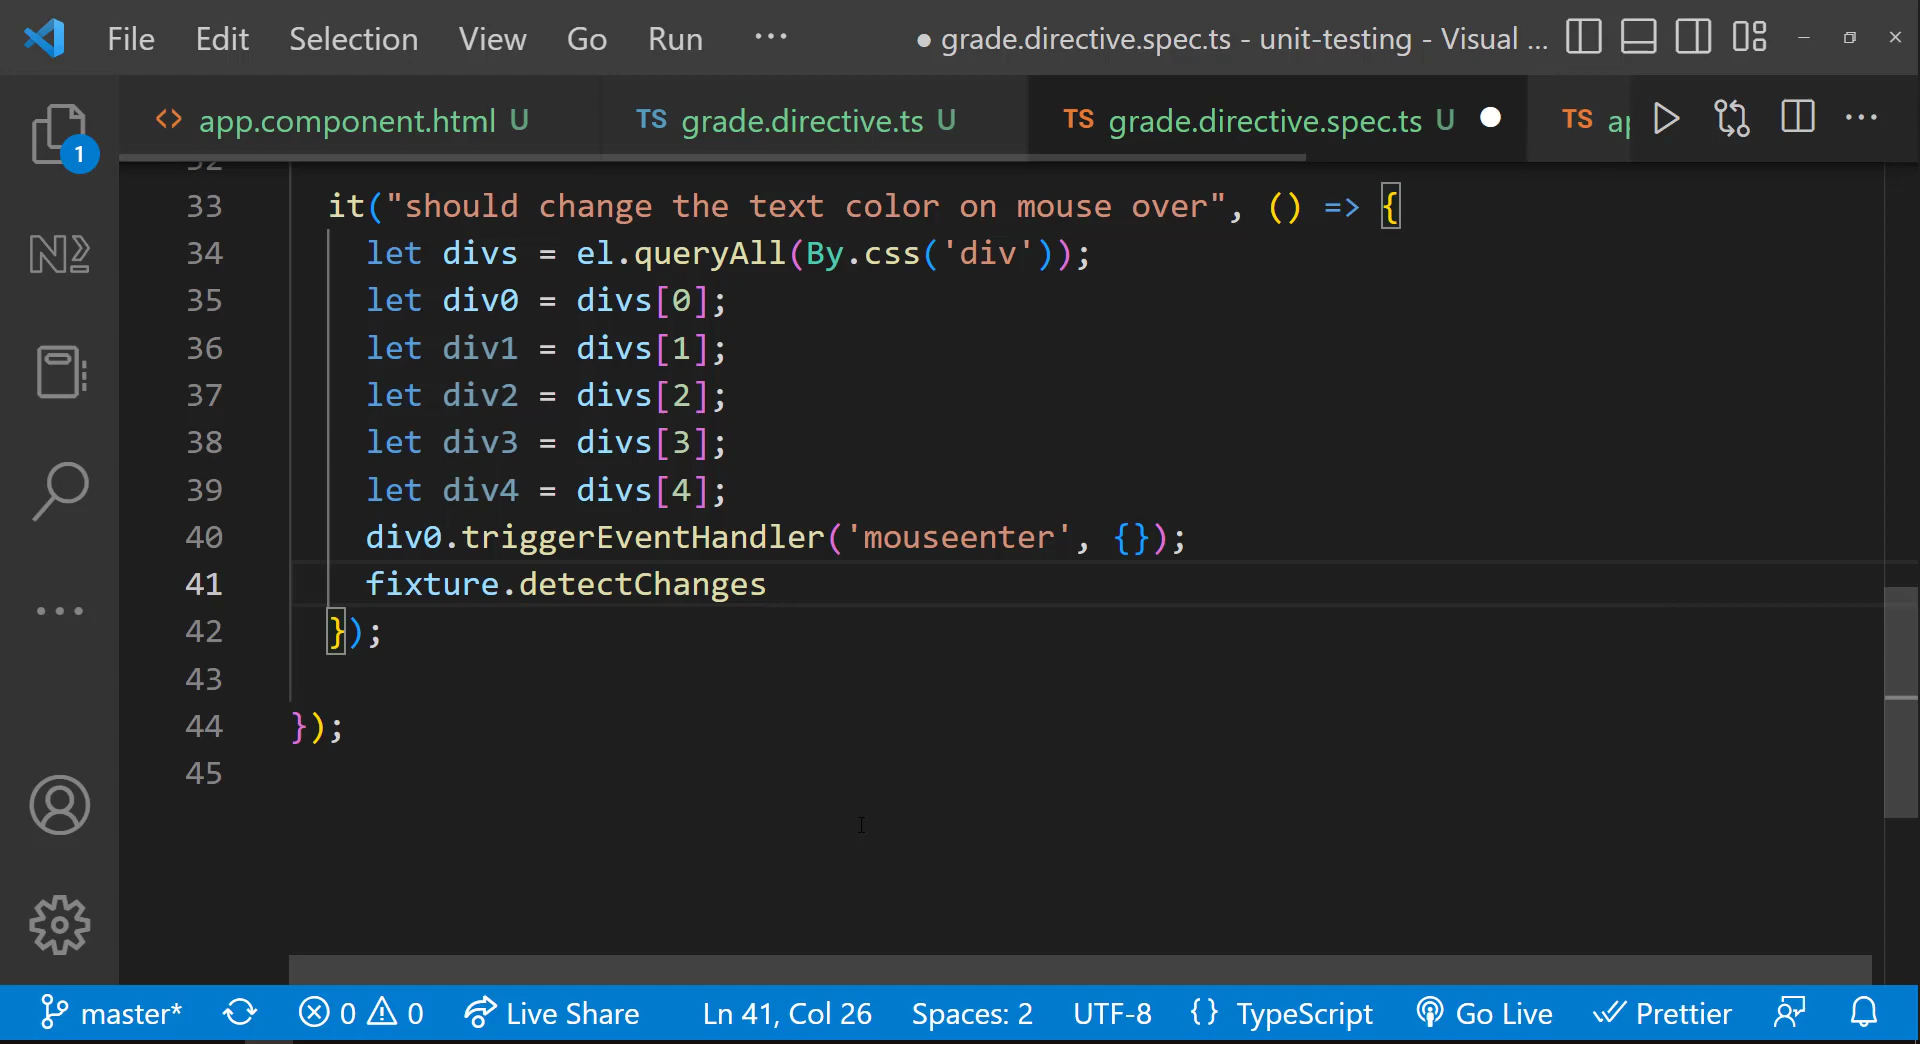 File Edit Selection View Go Run ··· ● grade.directive.spec.ts - unit-testing - Visual ...
<> app.component.html U TS grade.directive.ts U TS grade.directive.spec.ts U ● TS ap
32
33 it("should change the text color on mouse over", () => {
34 let divs = el.queryAll(By.css('div'));
35 let div0 = divs[0];
36 let div1 = divs[1];
37 let div2 = divs[2];
38 let div3 = divs[3];
39 let div4 = divs[4];
40 div0.triggerEventHandler('mouseenter', {});
41 fixture.detectChanges
42 });
43
44 });
45
1
master* 0 0 Live Share Ln 41, Col 26 Spaces: 2 UTF-8 {} TypeScript Go Live Prettier